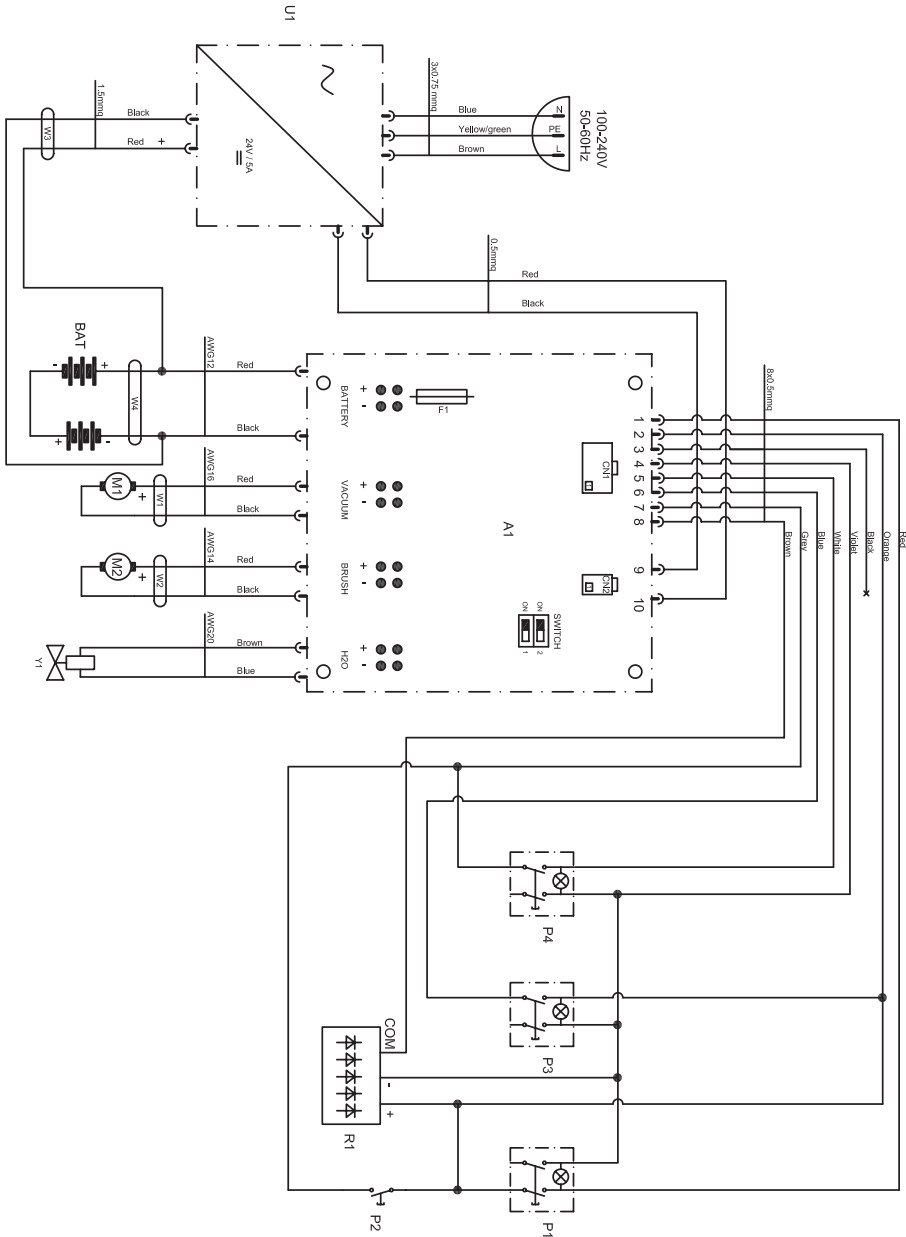 U1
100-240V
50-60Hz
3x0.75 mmq
Blue
N
Yellow/green
PE
Brown
L
1.5mmq
W3
Black
Red +
24V / 5A
0.5mmq
Red
Black
BAT
- +
+ -
W4
AWG12
Red
Black
BATTERY
+
-
F1
M1
+
W1
AWG16
Red
Black
VACUUM
+
-
M2
+
W2
AWG14
Red
Black
BRUSH
+
-
Y1
AWG20
Brown
Blue
H2O
+
-
A1
CN1
CN2
SWITCH
ON ON
1 2
1
2
3
4
5
6
7
8
9
10
8x0.5mmq
Brown
Grey
Blue
White
Violet
Black
Orange
Red
P4
P3
COM
-
+
R1
P2
P1